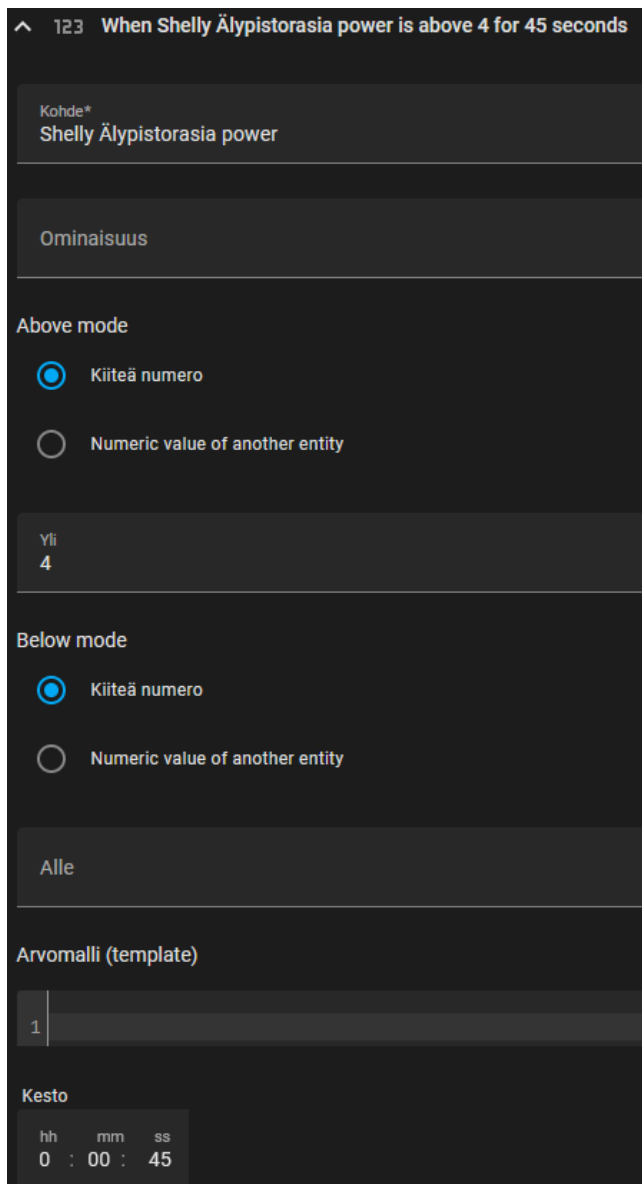 123 When Shelly Älypistorasia power is above 4 for 45 seconds
Kohde*
Shelly Älypistorasia power
Ominaisuus
Above mode
Kiiteä numero
Numeric value of another entity
Yli
4
Below mode
Kiiteä numero
Numeric value of another entity
Alle
Arvomalli (template)
1
Kesto
hh mm ss
0 : 00 : 45